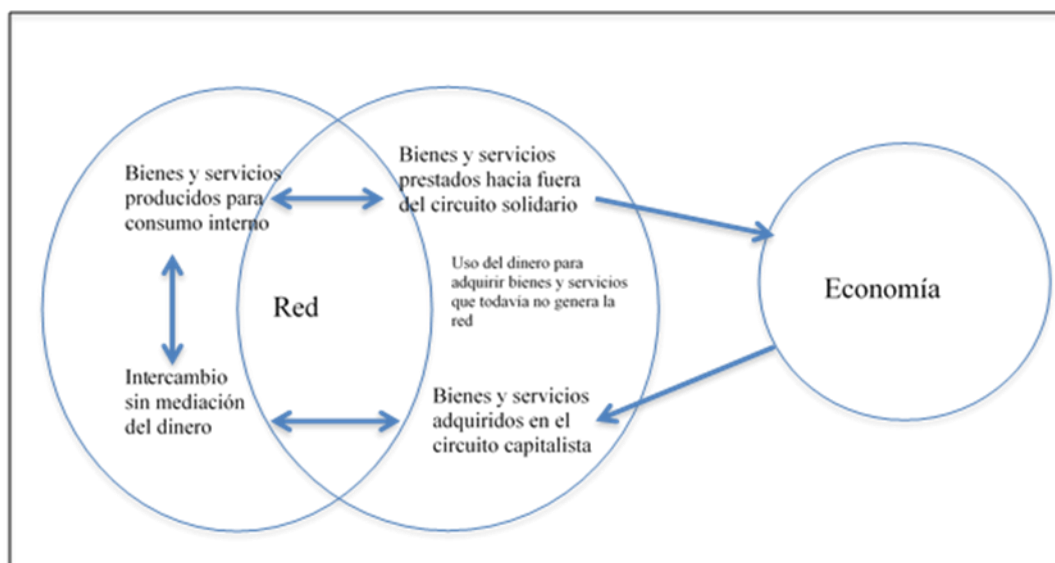 Bienes y servicios
producidos para
consumo interno
Intercambio
sin mediación
del dinero
Red
Bienes y servicios
prestados hacia fuera
del circuito solidario
Uso del dinero para
adquirir bienes y servicios
que todavía no genera la
red
Bienes y servicios
adquiridos en el
circuito capitalista
Economía